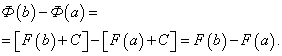 Φ(b) − Φ(a) =
= [F(b) + C] − [F(a) + C] = F(b) − F(a).